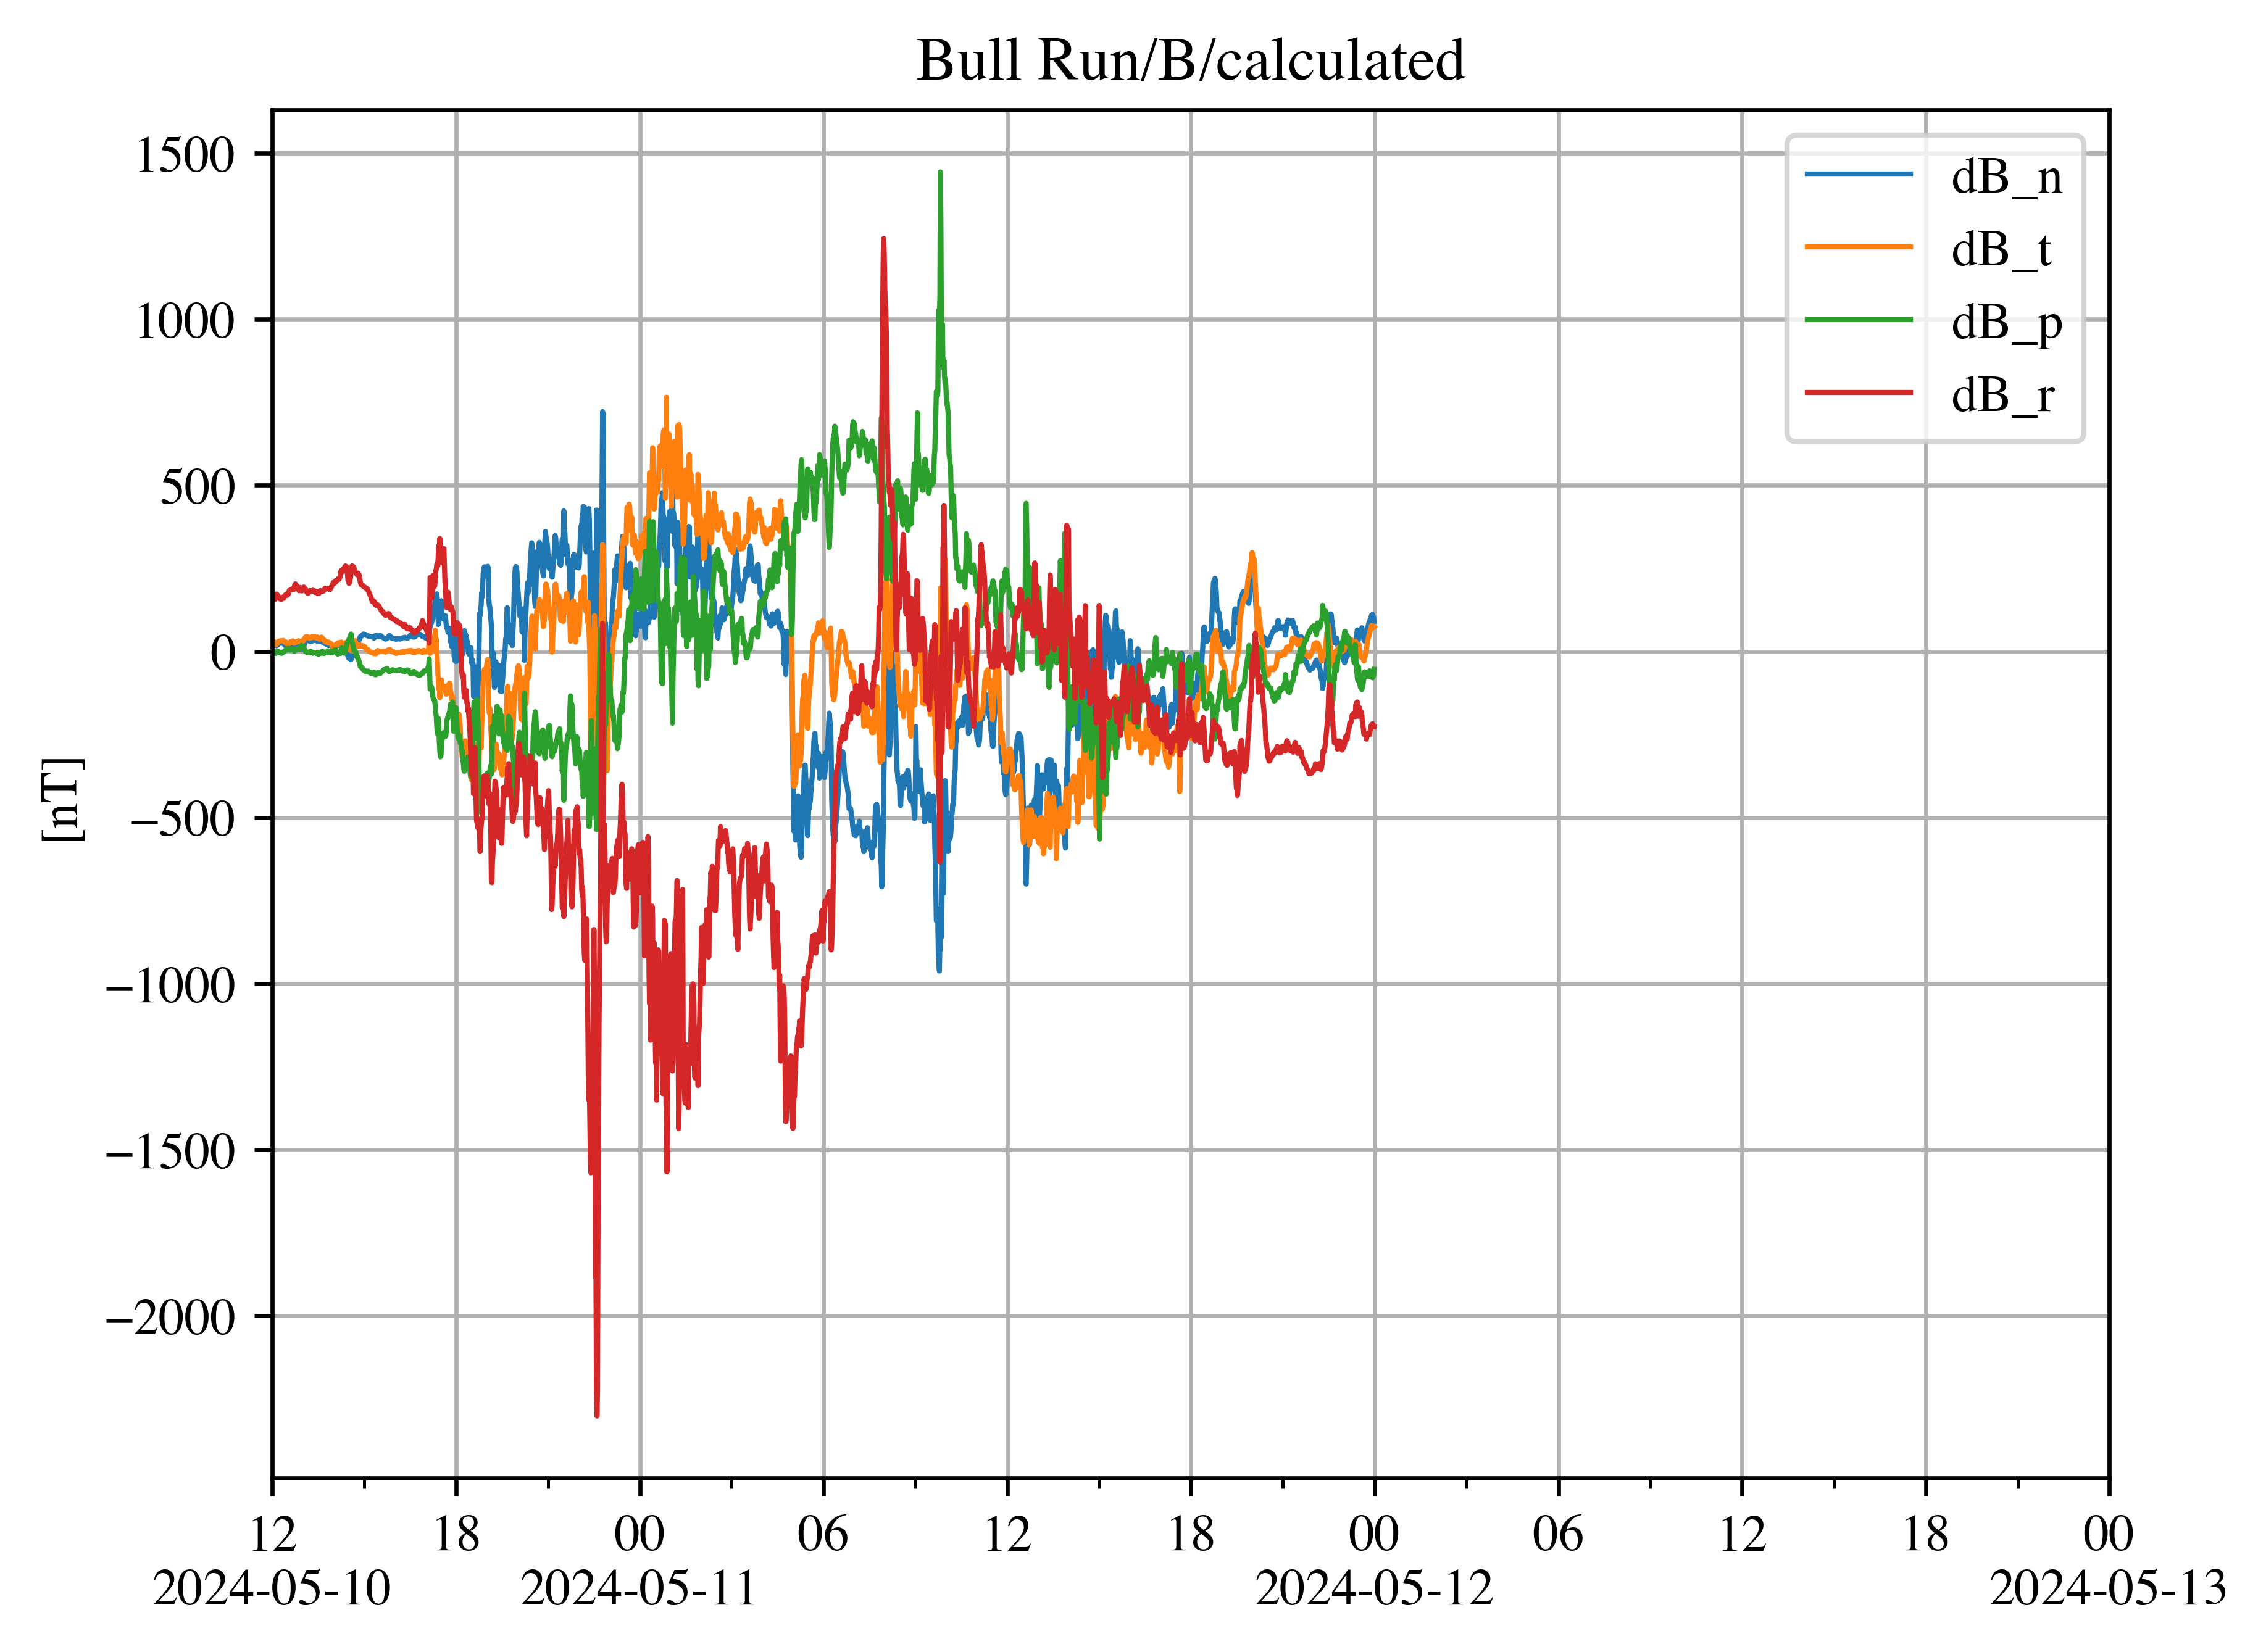 Bull Run/B/calculated
1500
1000
500
0
−500
−1000
−1500
−2000
[nT]
dB_n
dB_t
dB_p
dB_r
12 18 00 06 12 18 00 06 12 18 00
2024-05-10 2024-05-11 2024-05-12 2024-05-13